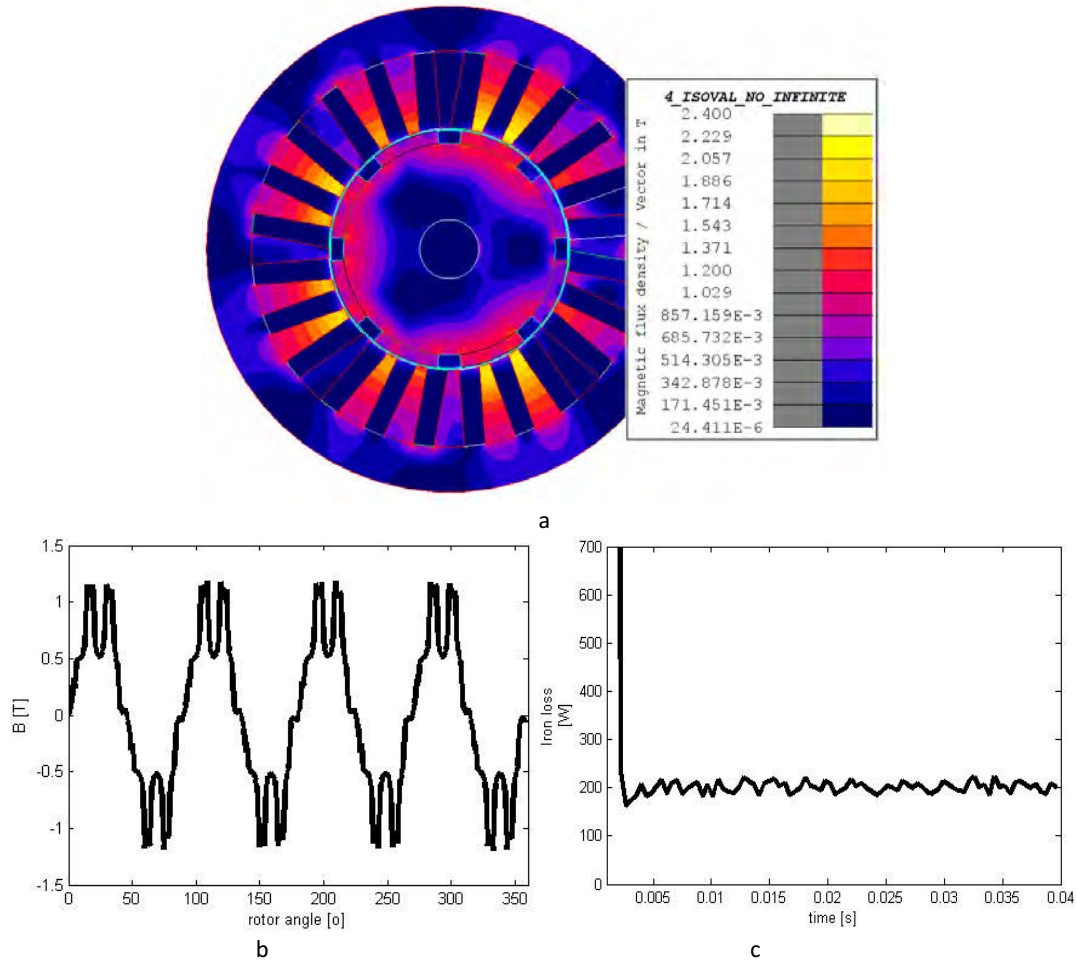 4_ISOVAL_NO_INFINITE
Magnetic flux density / Vector in T
2.400
2.229
2.057
1.886
1.714
1.543
1.371
1.200
1.029
857.159E-3
685.732E-3
514.305E-3
342.878E-3
171.451E-3
24.411E-6
a
1.5
1
0.5
0
-0.5
-1
-1.5
B [T]
0 50 100 150 200 250 300 350
rotor angle [o]
b
700
600
500
400
300
200
100
0
Iron loss
[W]
0.005 0.01 0.015 0.02 0.025 0.03 0.035 0.04
time [s]
c